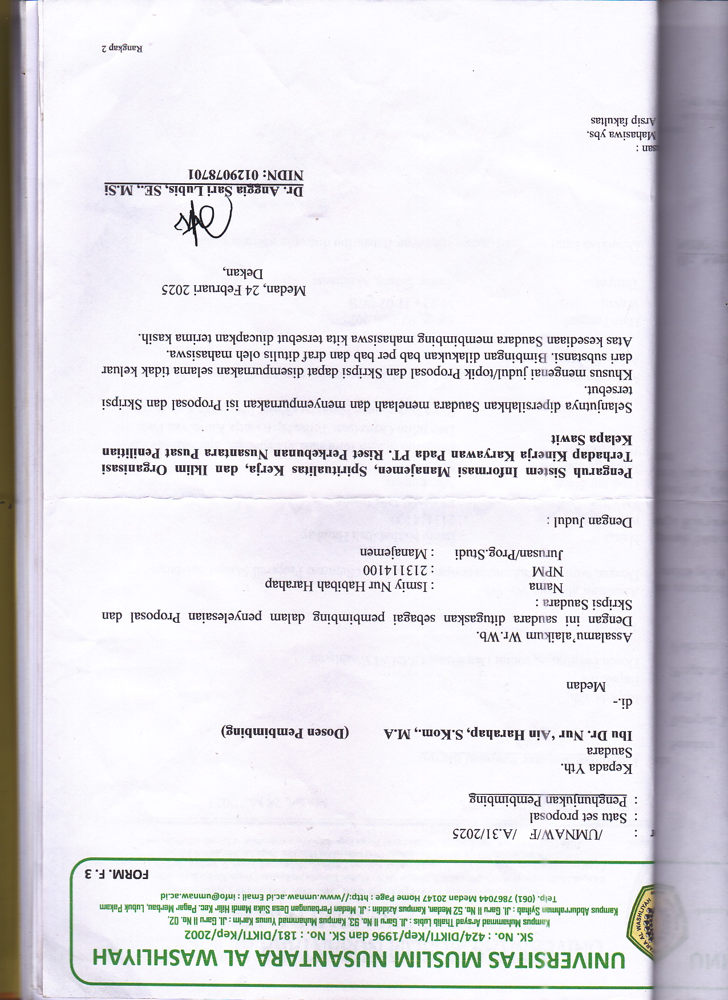 UNIVERSITAS MUSLIM NUSANTARA AL WASHLIYAH
SK. No. : 424/DIKTI/Kep/1996 dan SK. No. : 181/DIKTI/Kep/2002
Kampus Muhammad Arsyad Thalib Lubis : Jl. Garu II No. 93, Kampus Muhammad Yunus Karim : Jl. Garu II No. 02,
Kampus Abdurrahman Syihab : Jl. Garu II No. 52 Medan, Kampus Aziddin : Jl. Medan Perbaungan Desa Suka Mandi Hilir Kec. Pagar Merbau, Lubuk Pakam
Telp. (061) 7867044 Medan 20147 Home Page : http://www.umnaw.ac.id Email : info@umnaw.ac.id
FORM. F. 3
r : /UMNAW/F /A.31/2025
: Satu set proposal
: Penghunjukan Pembimbing
Kepada Yth.
Saudara
Ibu Dr. Nur 'Ain Harahap, S.Kom., M.A (Dosen Pembimbing)
di.-
Medan
Assalamu'alaikum Wr.Wb.
Dengan ini saudara ditugaskan sebagai pembimbing dalam penyelesaian Proposal dan
Skripsi Saudara :
Nama : Ismiy Nur Habibah Harahap
NPM : 213114100
Jurusan/Prog.Studi : Manajemen
Dengan Judul :
Pengaruh Sistem Informasi Manajemen, Spiritualitas Kerja, dan Iklim Organisasi
Terhadap Kinerja Karyawan Pada PT. Riset Perkebunan Nusantara Pusat Penilitian
Kelapa Sawit
Selanjutnya dipersilahkan Saudara menelaah dan menyempurnakan isi Proposal dan Skripsi
tersebut.
Khusus mengenai judul/topik Proposal dan Skripsi dapat disempurnakan selama tidak keluar
dari substansi. Bimbingan dilakukan bab per bab dan draf ditulis oleh mahasiswa.
Atas kesediaan Saudara membimbing mahasiswa kita tersebut diucapkan terima kasih.
Medan, 24 Februari 2025
Dekan,
Dr. Anggia Sari Lubis, SE., M.Si
NIDN: 0129078701
san :
Mahasiwa ybs.
Arsip fakultas
Rangkap 2